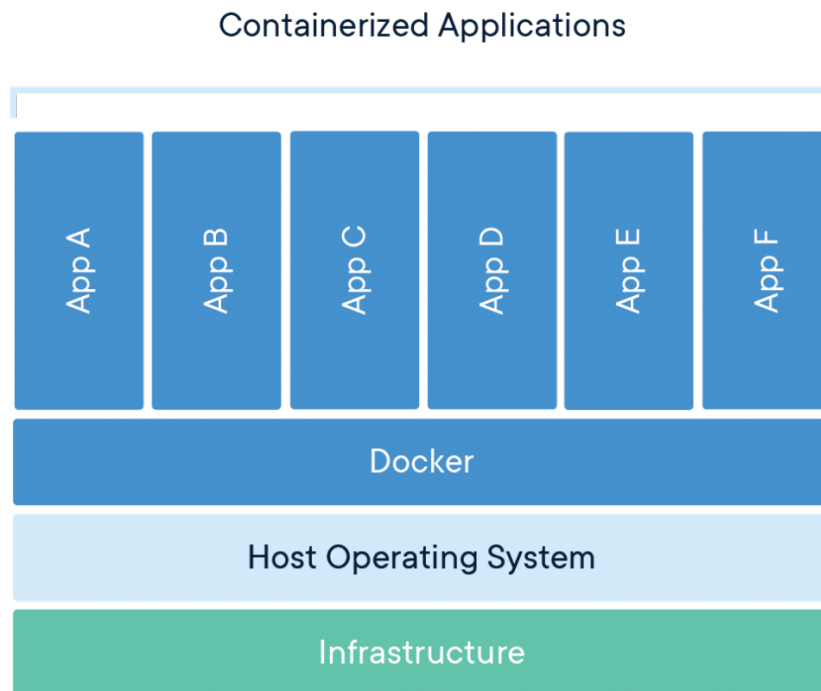 Containerized Applications
App A
App B
App C
App D
App E
App F
Docker
Host Operating System
Infrastructure